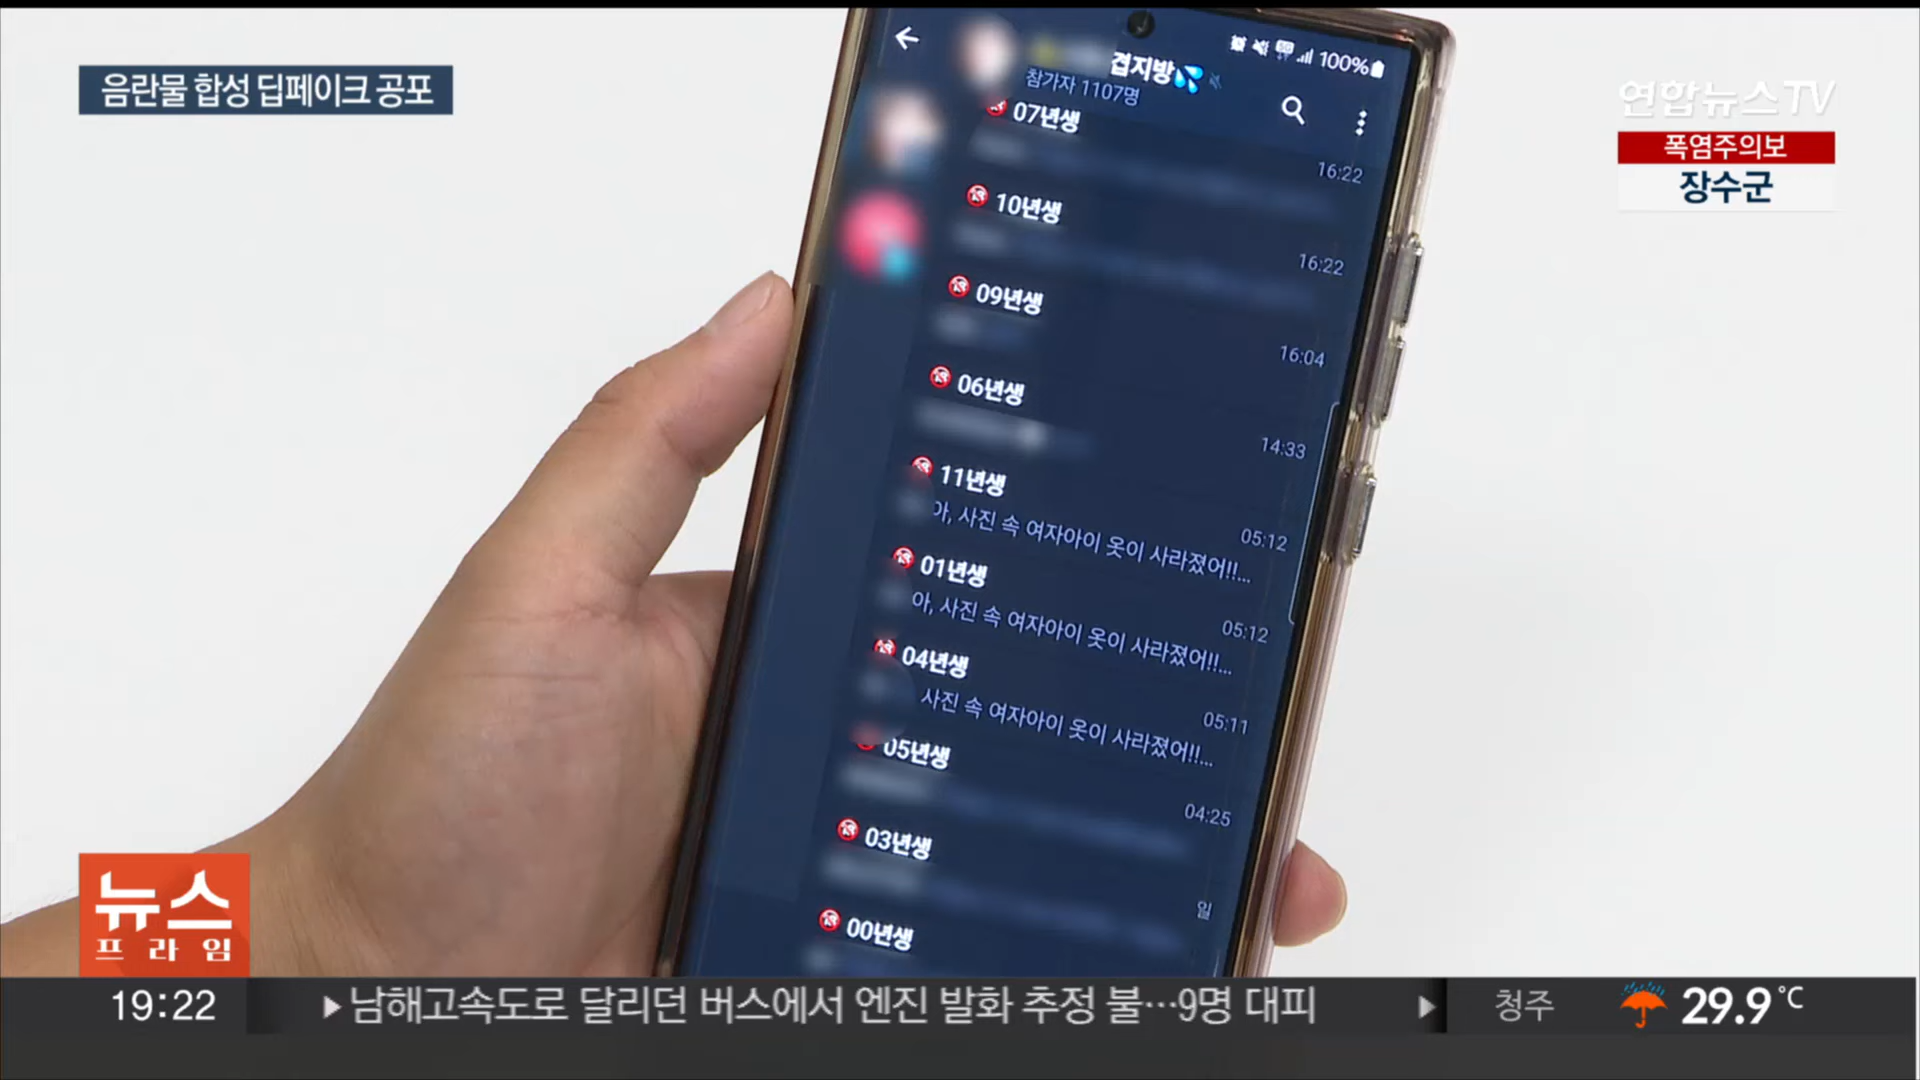 음란물 합성 딥페이크 공포
연합뉴스TV
폭염주의보
장수군
100%
겹지방
참가자 1107명
07년생
16:22
10년생
16:22
09년생
16:04
06년생
14:33
11년생
05:12
아, 사진 속 여자아이 옷이 사라졌어!!...
01년생
05:12
아, 사진 속 여자아이 옷이 사라졌어!!...
04년생
05:11
사진 속 여자아이 옷이 사라졌어!!...
05년생
04:25
03년생
일
00년생
뉴스
프라임
19:22
▶남해고속도로 달리던 버스에서 엔진 발화 추정 불…9명 대피
청주
29.9℃